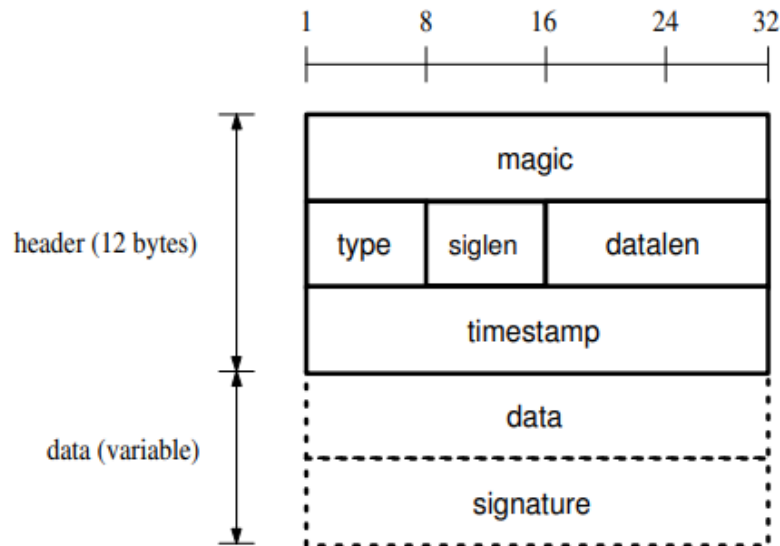 1 8 16 24 32
magic
header (12 bytes) type siglen datalen
timestamp
data
data (variable)
signature